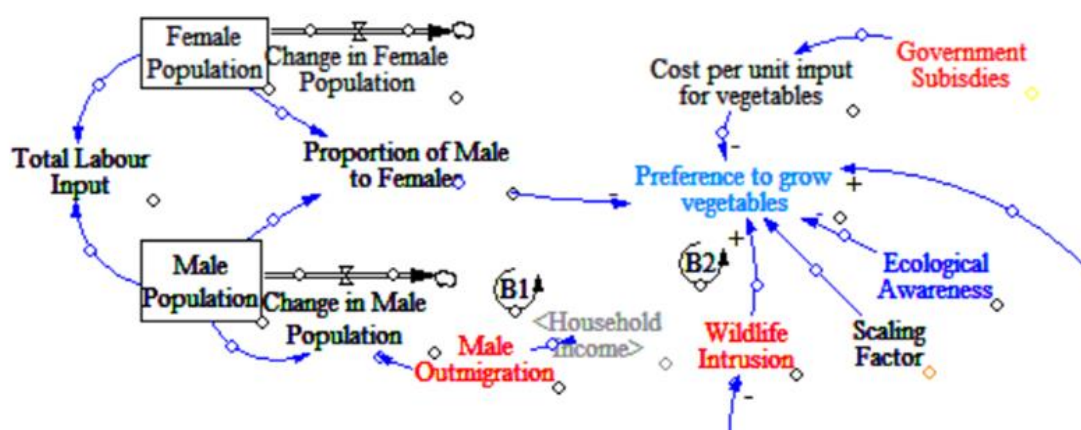 Female
Population
Change in Female
Population
Total Labour
Input
Proportion of Male
to Females
Male
Population
Change in Male
Population
B1
<Household
Income>
Male
Outmigration
Cost per unit input
for vegetables
Government
Subisdies
-
Preference to grow
vegetables
-
+
-
+
B2
Ecological
Awareness
Wildlife
Intrusion
Scaling
Factor
-